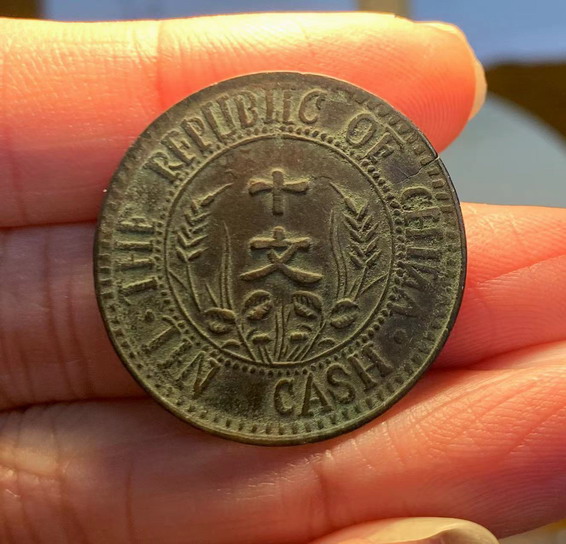 THE REPUBLIC OF CHINA
十
文
TEN CASH